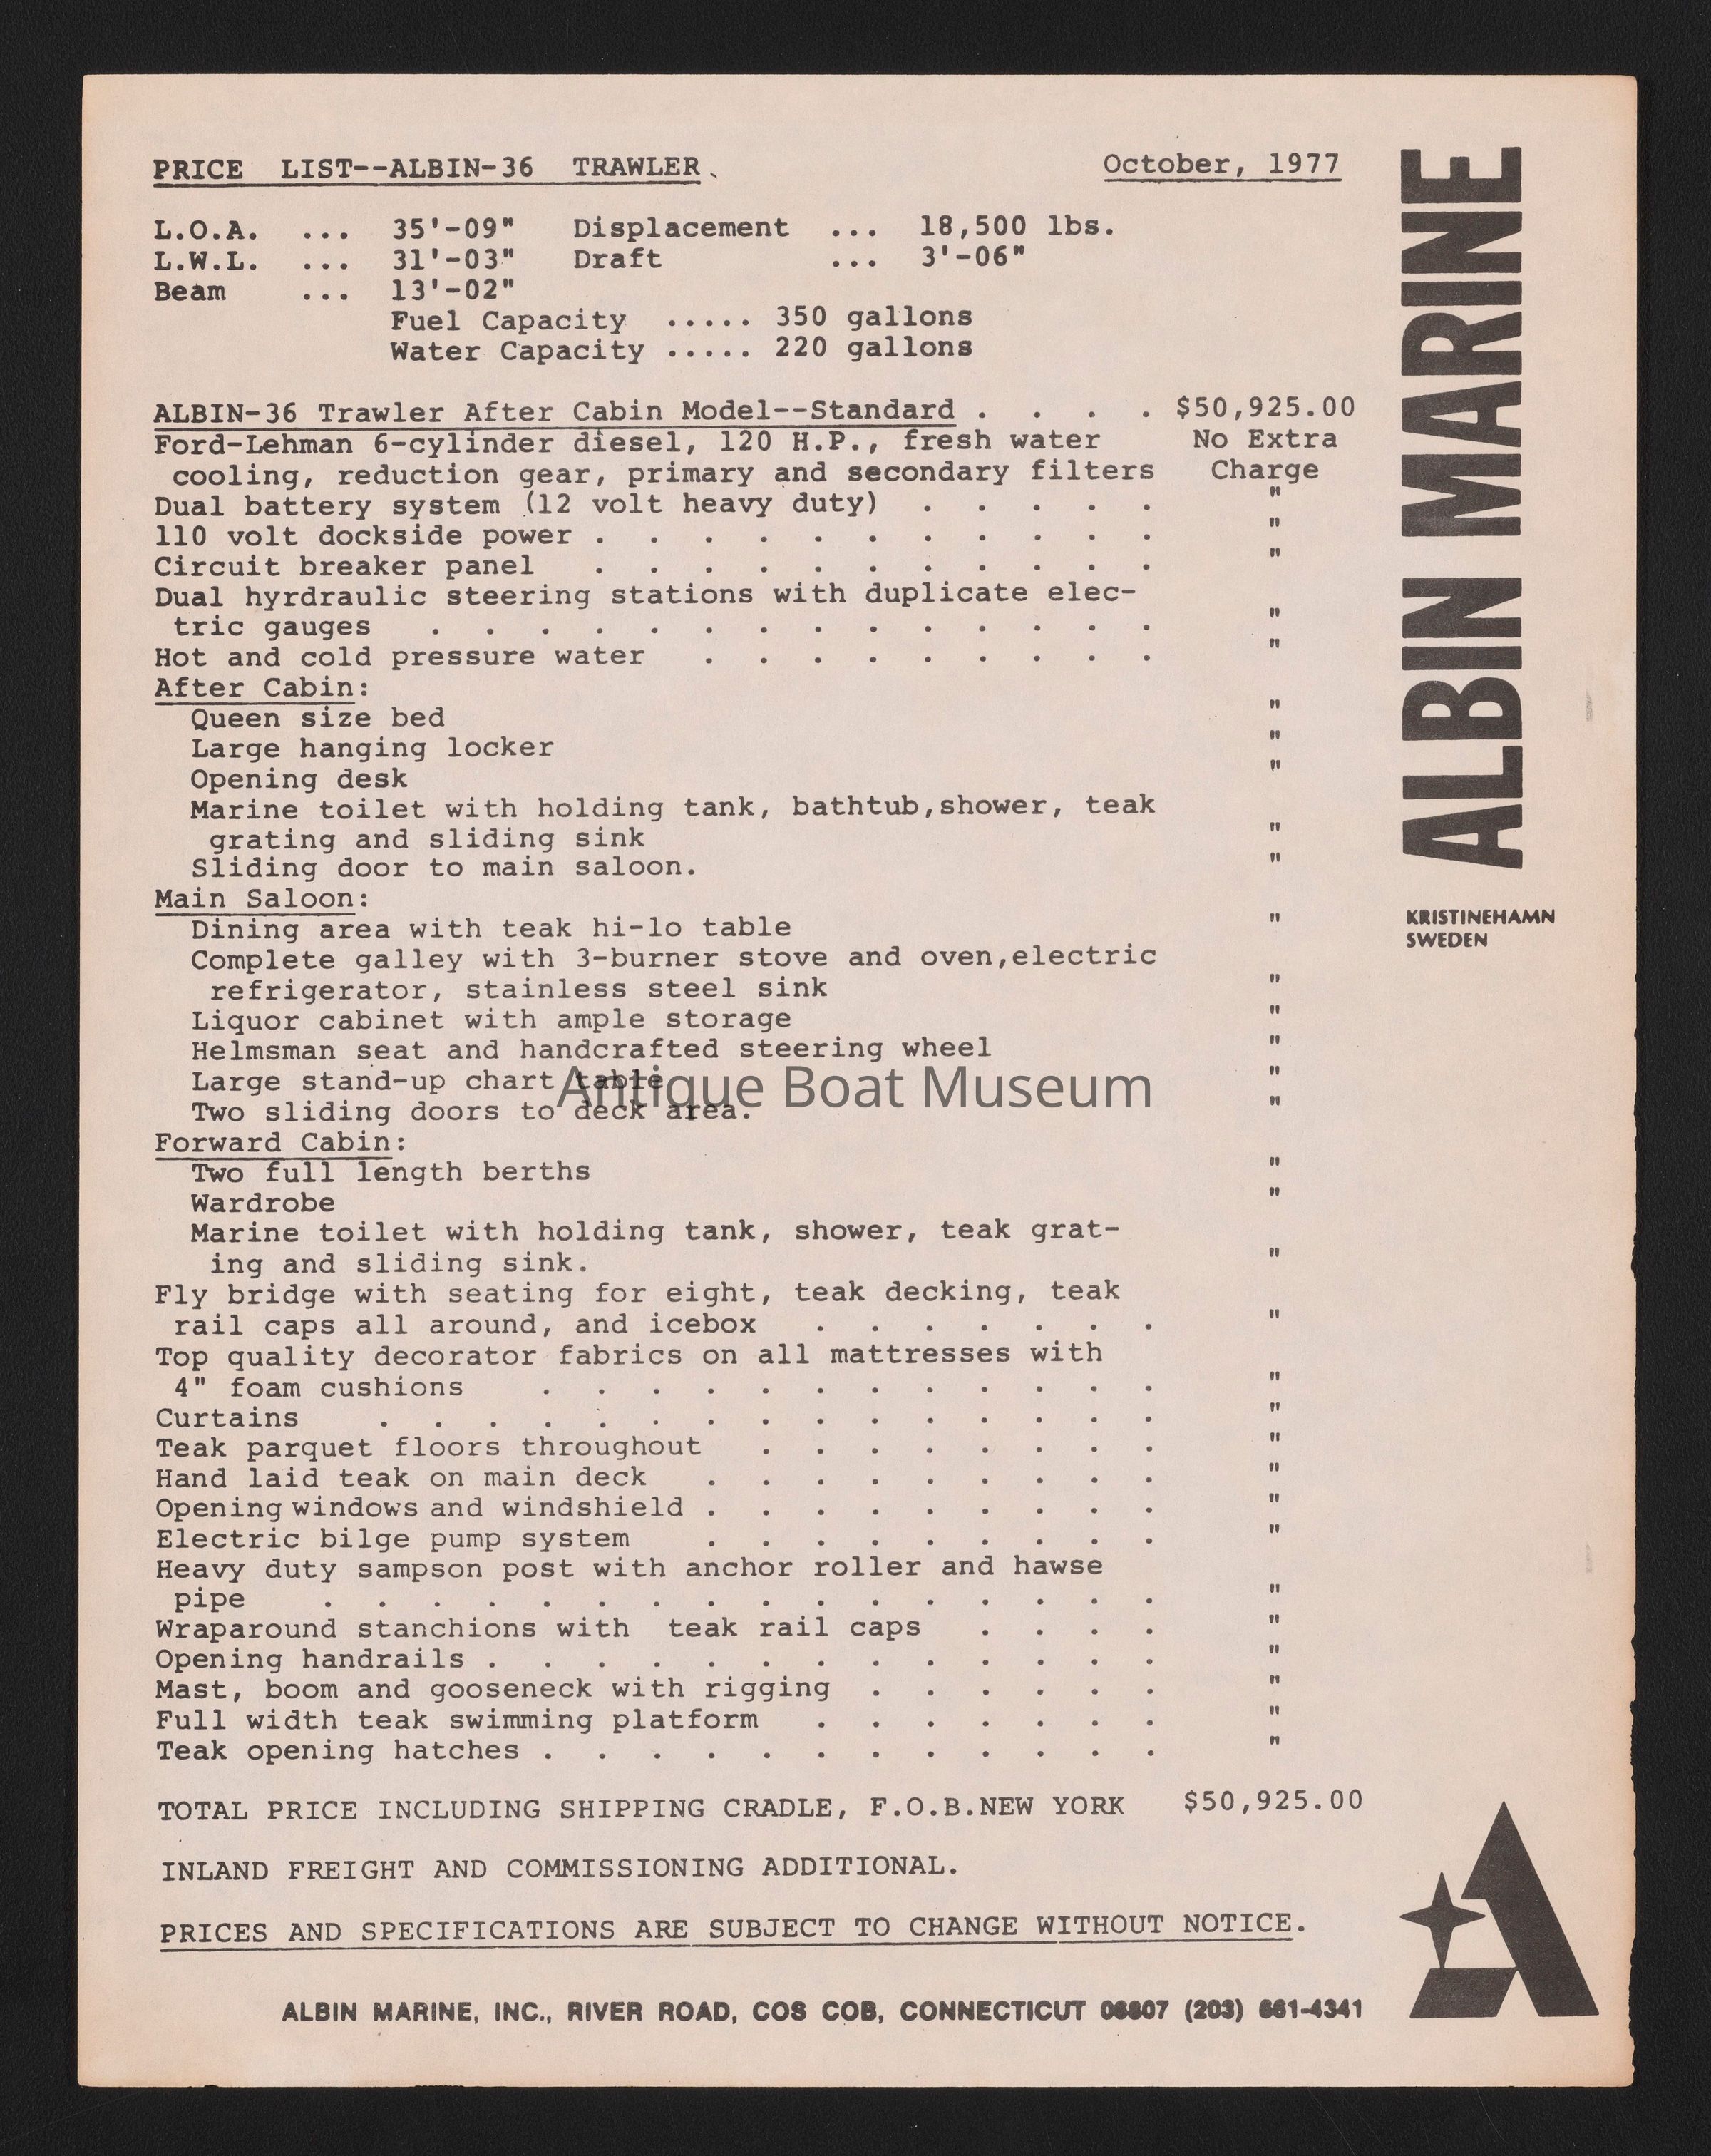 PRICE LIST--ALBIN-36 TRAWLER October, 1977
L.O.A. ... 35'-09" Displacement ... 18,500 lbs.
L.W.L. ... 31'-03" Draft ... 3'-06"
Beam ... 13'-02"
Fuel Capacity ..... 350 gallons
Water Capacity ..... 220 gallons
ALBIN-36 Trawler After Cabin Model--Standard . . . . $50,925.00
Ford-Lehman 6-cylinder diesel, 120 H.P., fresh water No Extra
cooling, reduction gear, primary and secondary filters Charge
Dual battery system (12 volt heavy duty) . . . . . "
110 volt dockside power . . . . . . . . . . . "
Circuit breaker panel . . . . . . . . . . . "
Dual hyrdraulic steering stations with duplicate elec-
tric gauges . . . . . . . . . . . . . . "
Hot and cold pressure water . . . . . . . . . "
After Cabin:
Queen size bed "
Large hanging locker "
Opening desk "
Marine toilet with holding tank, bathtub,shower, teak
grating and sliding sink "
Sliding door to main saloon. "
Main Saloon:
Dining area with teak hi-lo table "
Complete galley with 3-burner stove and oven,electric
refrigerator, stainless steel sink "
Liquor cabinet with ample storage "
Helmsman seat and handcrafted steering wheel "
Large stand-up chart table "
Antique Boat Museum
Two sliding doors to deck area. "
Forward Cabin:
Two full length berths "
Wardrobe "
Marine toilet with holding tank, shower, teak grat-
ing and sliding sink. "
Fly bridge with seating for eight, teak decking, teak
rail caps all around, and icebox . . . . . . . "
Top quality decorator fabrics on all mattresses with
4" foam cushions . . . . . . . . . . . . "
Curtains . . . . . . . . . . . . . . . "
Teak parquet floors throughout . . . . . . . . "
Hand laid teak on main deck . . . . . . . . . "
Opening windows and windshield . . . . . . . . . "
Electric bilge pump system . . . . . . . . . "
Heavy duty sampson post with anchor roller and hawse
pipe . . . . . . . . . . . . . . . . "
Wraparound stanchions with teak rail caps . . . . "
Opening handrails . . . . . . . . . . . . . "
Mast, boom and gooseneck with rigging . . . . . . "
Full width teak swimming platform . . . . . . . "
Teak opening hatches . . . . . . . . . . . . "
TOTAL PRICE INCLUDING SHIPPING CRADLE, F.O.B.NEW YORK $50,925.00
INLAND FREIGHT AND COMMISSIONING ADDITIONAL.
PRICES AND SPECIFICATIONS ARE SUBJECT TO CHANGE WITHOUT NOTICE.
ALBIN MARINE, INC., RIVER ROAD, COS COB, CONNECTICUT 06807 (203) 661-4341
ALBIN MARINE
KRISTINEHAMN
SWEDEN